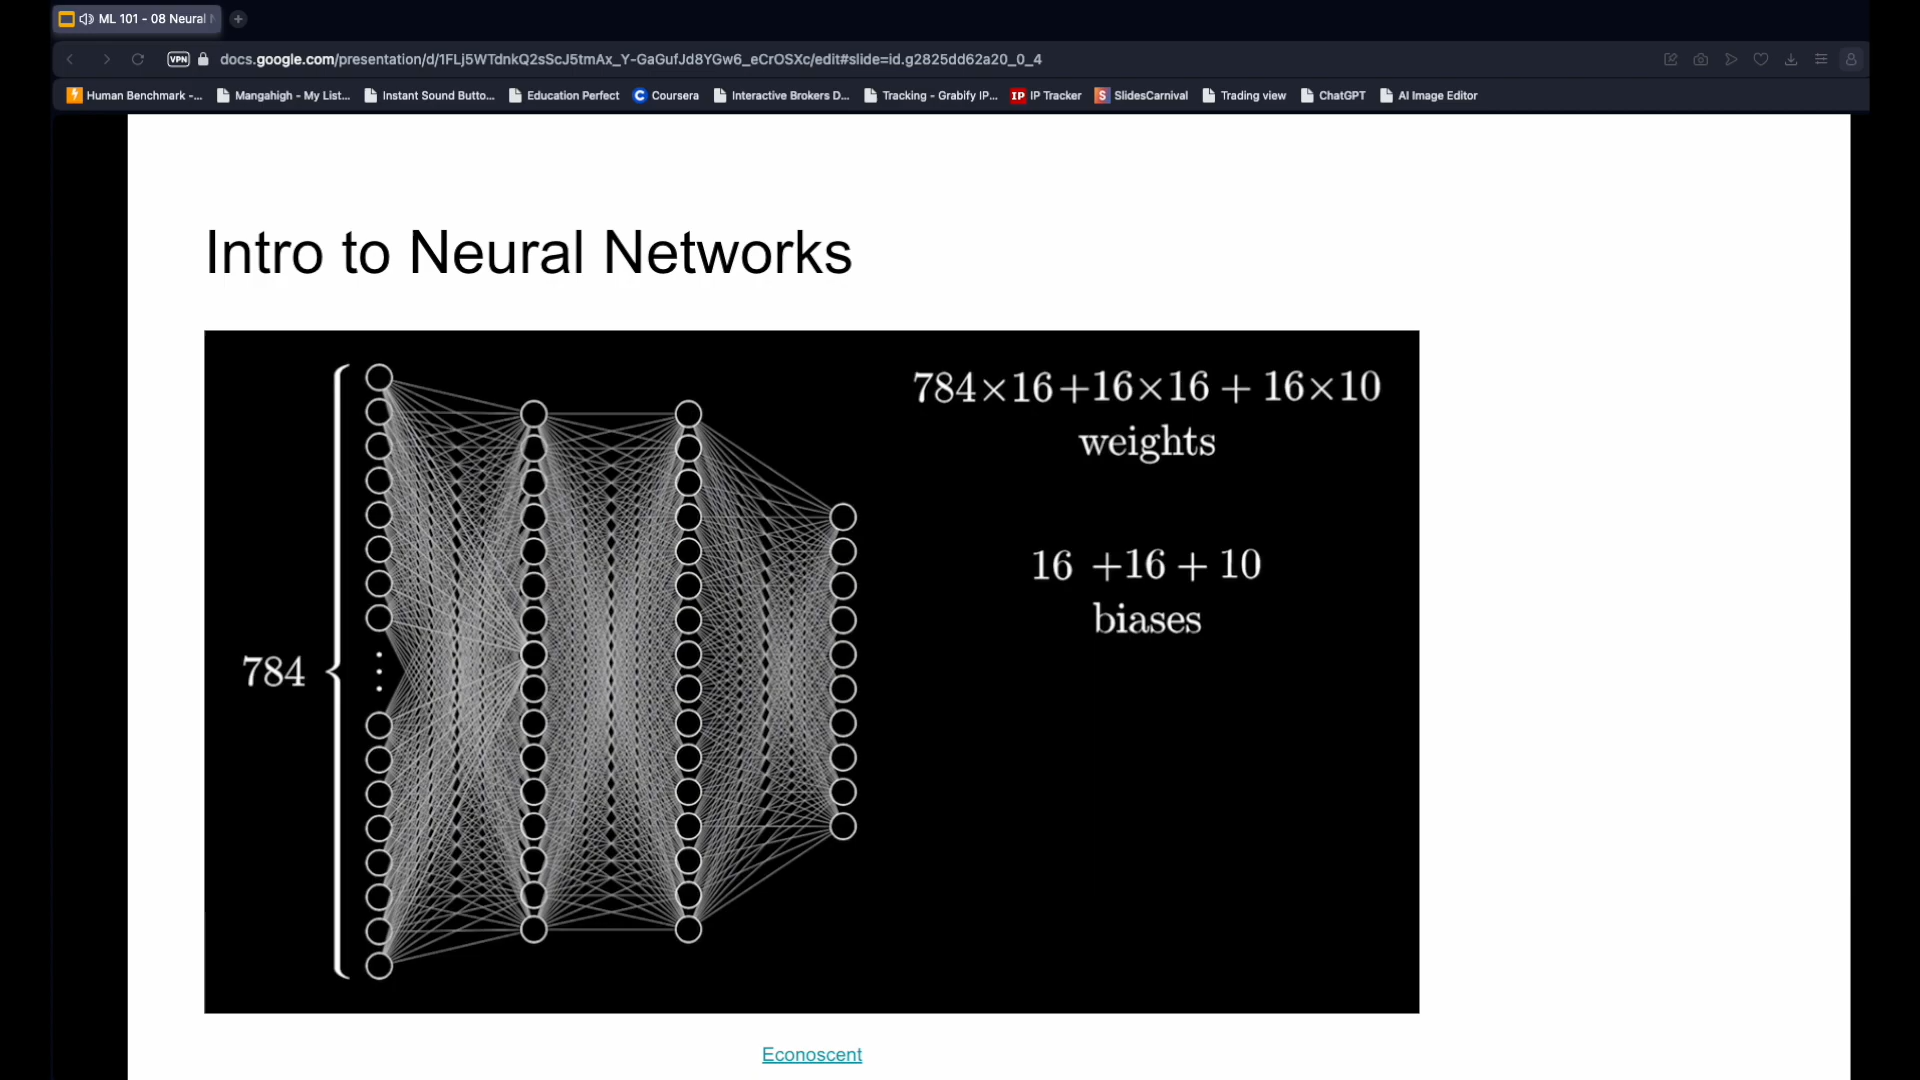 ML 101 - 08 Neural
VPN
docs.google.com/presentation/d/1FLj5WTdnkQ2sScJ5tmAx_Y-GaGufJd8YGw6_eCrOSXc/edit#slide=id.g2825dd62a20_0_4
Human Benchmark -... Mangahigh - My List... Instant Sound Butto... Education Perfect C Coursera Interactive Brokers D... Tracking - Grabify IP... IP IP Tracker S SlidesCarnival Trading view ChatGPT AI Image Editor
Intro to Neural Networks
784×16+16×16 + 16×10
weights
16 +16 + 10
biases
784
Econoscent